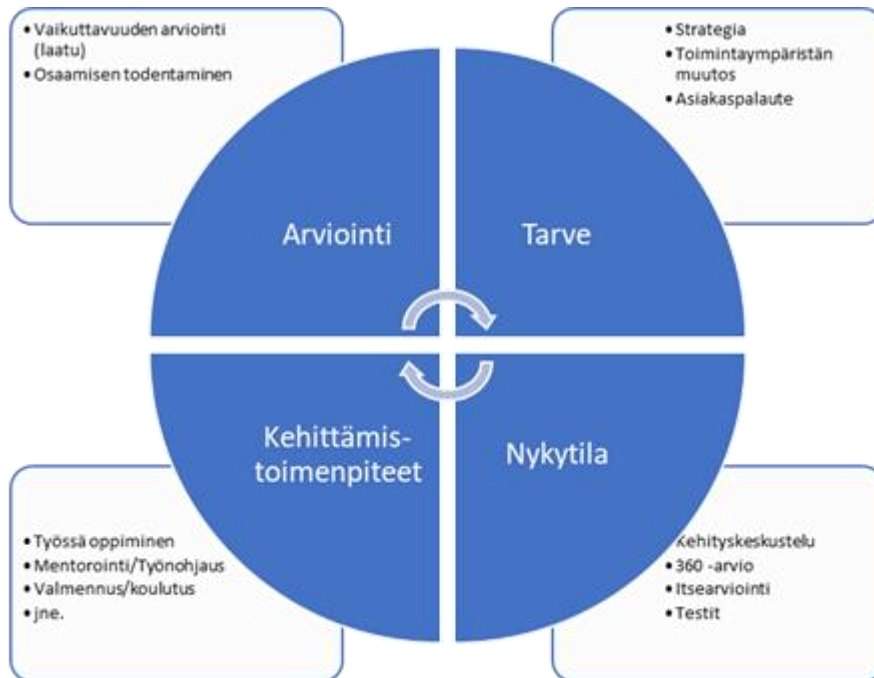 • Vaikuttavuuden arviointi
(laatu)
• Osaamisen todentaminen
• Strategia
• Toimintaympäristän
muutos
• Asiakaspalaute
Arviointi
Tarve
Kehittämis-
toimenpiteet
Nykytila
• Työssä oppiminen
• Mentorointi/Työnohjaus
• Valmennus/koulutus
• jne.
Kehityskeskustelu
• 360 -arvio
• Itsearviointi
• Testit